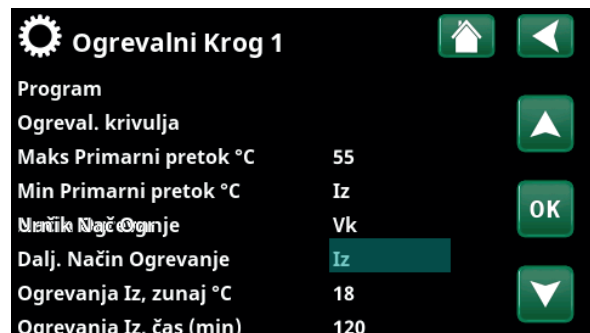 Ogrevalni Krog 1
Program
Ogreval. krivulja
Maks Primarni pretok °C 55
Min Primarni pretok °C Iz
Vk
OK
Dalj. Način Ogrevanje Iz
Ogrevanja Iz, zunaj °C 18
Ogrevanja Iz, čas (min) 120